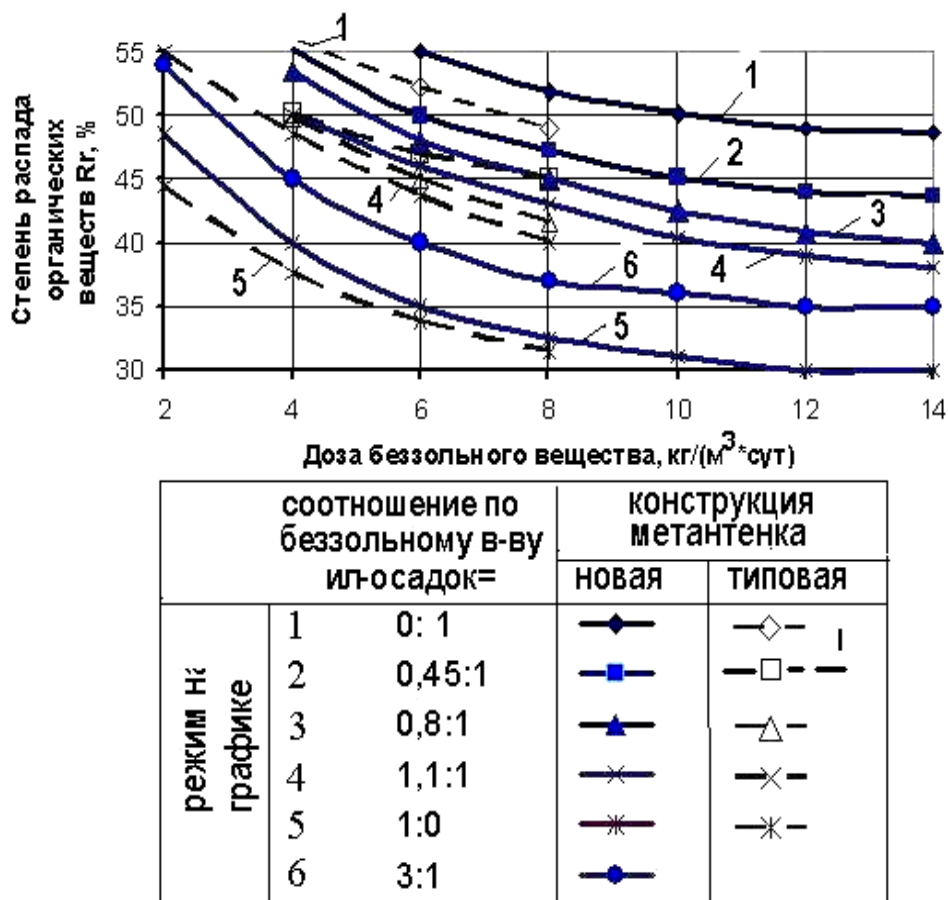 1
55
50
45
40
35
30
Степень распада
органических
веществ Rr, %
1
2
3
4
4
5
6
5
2 4 6 8 10 12 14
Доза беззольного вещества, кг/(м³*сут)
соотношение по
беззольному в-ву
ил-осадок=
конструкция
метантенка
новая типовая
режим на
графике
1 0: 1
2 0,45:1
3 0,8:1
4 1,1:1
5 1:0
6 3:1